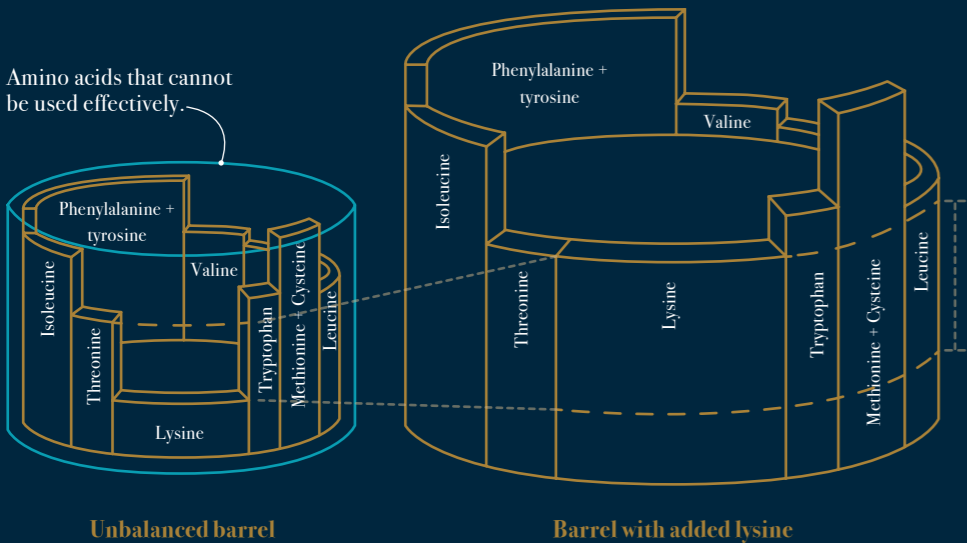 Amino acids that cannot
be used effectively.
Phenylalanine +
tyrosine
Valine
Isoleucine
Threonine
Lysine
Tryptophan
Methionine + Cysteine
Leucine
Unbalanced barrel
Phenylalanine +
tyrosine
Valine
Isoleucine
Threonine
Lysine
Tryptophan
Methionine + Cysteine
Leucine
Barrel with added lysine